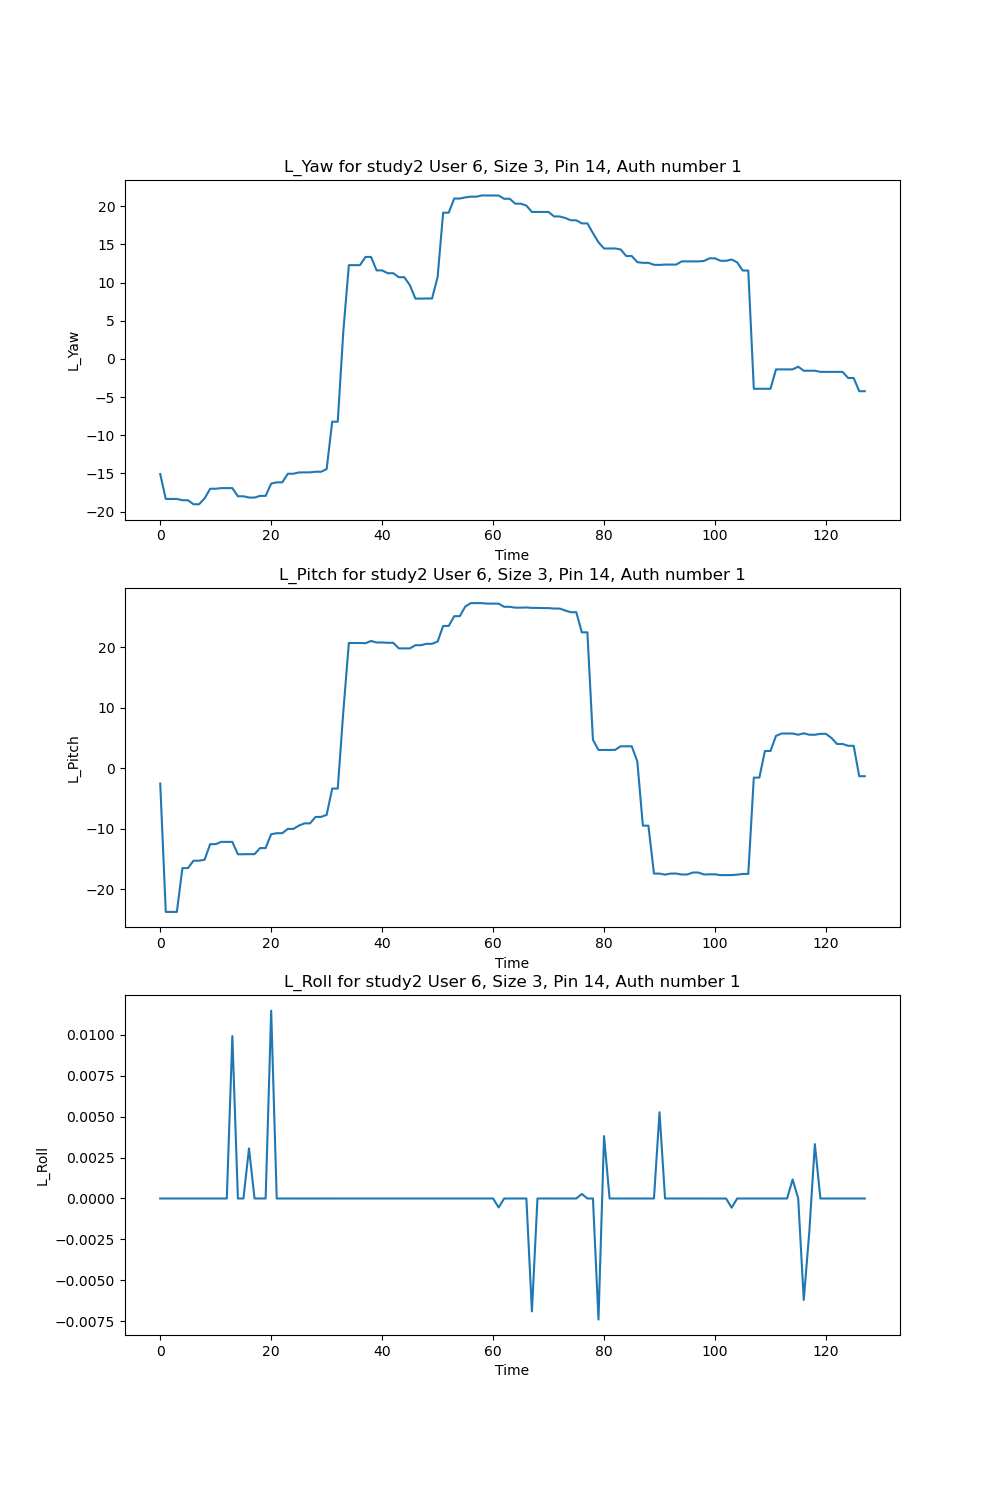 L_Yaw for study2 User 6, Size 3, Pin 14, Auth number 1
20
15
10
5
0
−5
−10
−15
−20
L_Yaw
0 20 40 60 80 100 120
Time
L_Pitch for study2 User 6, Size 3, Pin 14, Auth number 1
20
10
0
−10
−20
L_Pitch
0 20 40 60 80 100 120
Time
L_Roll for study2 User 6, Size 3, Pin 14, Auth number 1
0.0100
0.0075
0.0050
0.0025
0.0000
−0.0025
−0.0050
−0.0075
L_Roll
0 20 40 60 80 100 120
Time